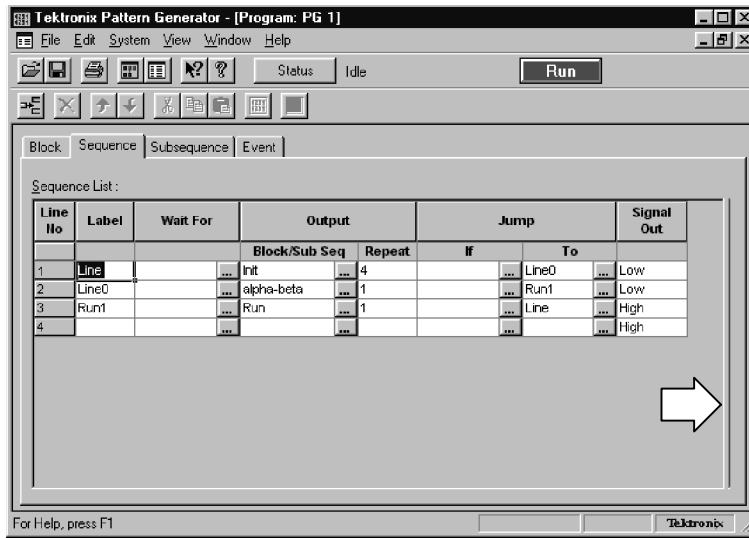 Tektronix Pattern Generator - [Program: PG 1]
File Edit System View Window Help
Status Idle Run
Block Sequence Subsequence Event
Sequence List :
Line No Label Wait For Output Jump Signal Out
Block/Sub Seq Repeat If To
1 Line ... Init ... 4 ... Line0 ... Low
2 Line0 ... alpha-beta ... 1 ... Run1 ... Low
3 Run1 ... Run ... 1 ... Line ... High
4 ... ... ... ... High
For Help, press F1 Tektronix